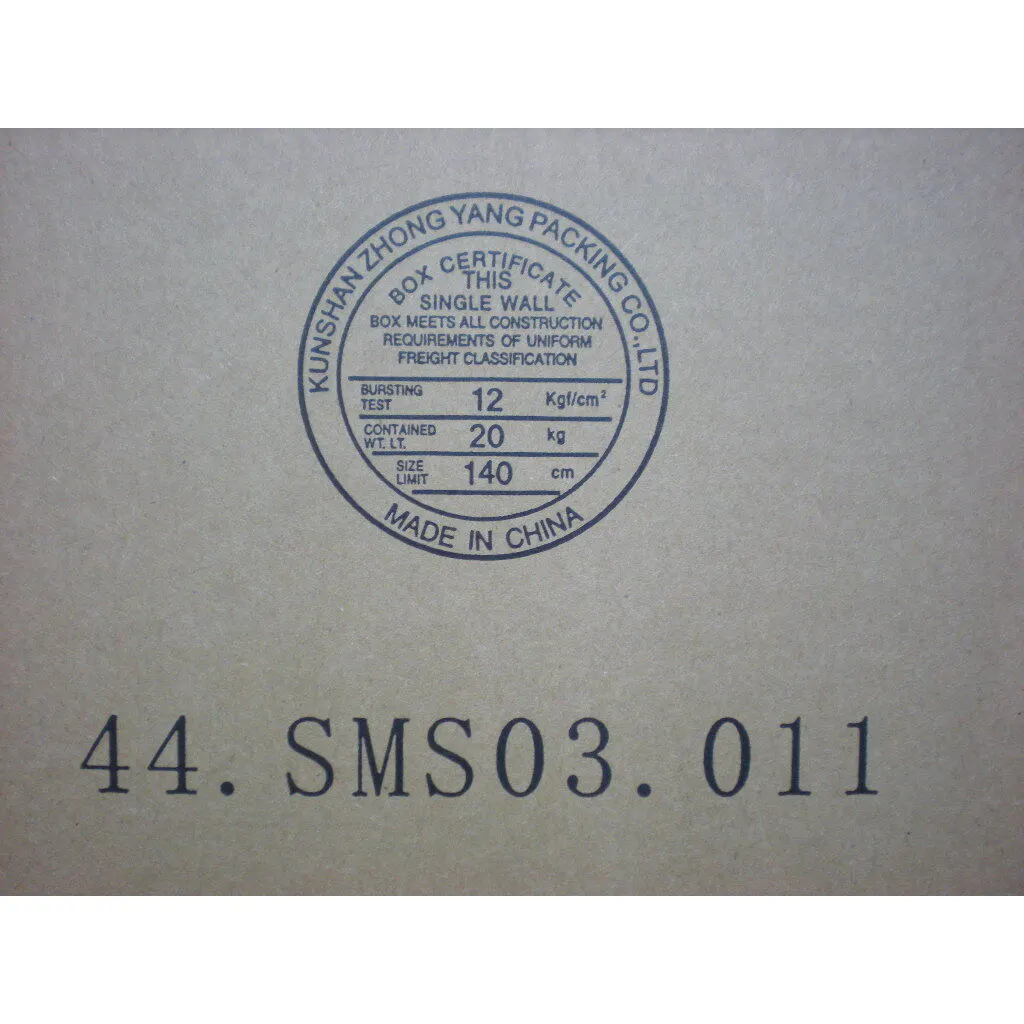 KUNSHAN ZHONG YANG PACKING CO.,LTD
BOX CERTIFICATE
THIS
SINGLE WALL
BOX MEETS ALL CONSTRUCTION
REQUIREMENTS OF UNIFORM
FREIGHT CLASSIFICATION
BURSTING TEST 12 Kgf/cm²
CONTAINED WT. LT. 20 kg
SIZE LIMIT 140 cm
MADE IN CHINA
44.SMS03.011